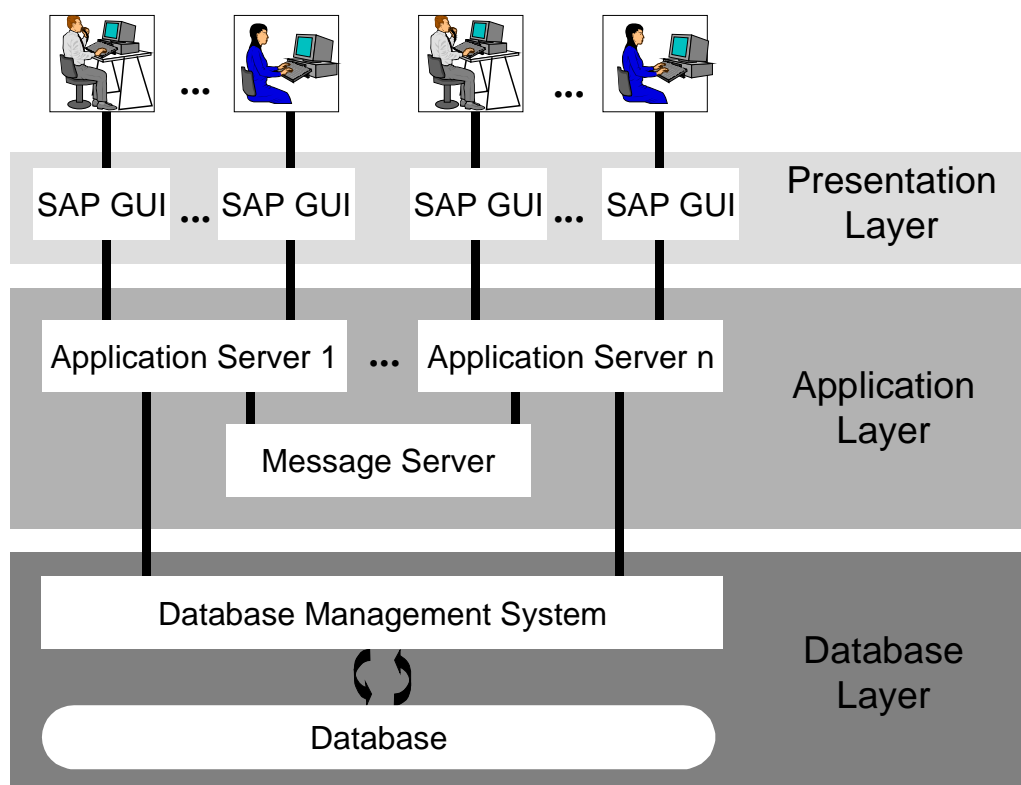 SAP GUI ... SAP GUI SAP GUI ... SAP GUI
Presentation
Layer
Application Server 1 ... Application Server n
Application
Layer
Message Server
Database Management System
Database
Layer
Database